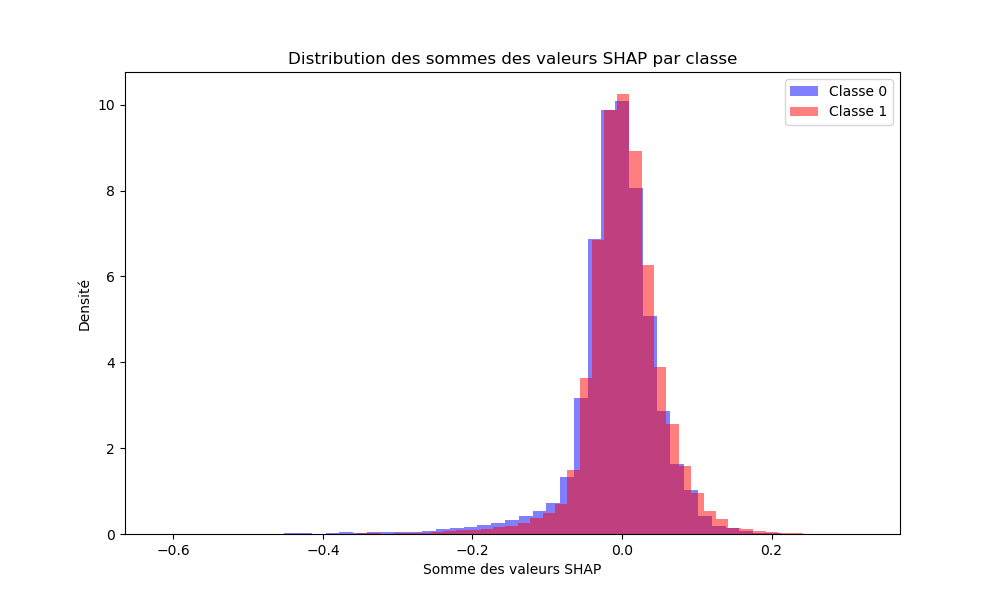 Distribution des sommes des valeurs SHAP par classe
Classe 0
Classe 1
Densité
10
8
6
4
2
0
−0.6
−0.4
−0.2
0.0
0.2
Somme des valeurs SHAP